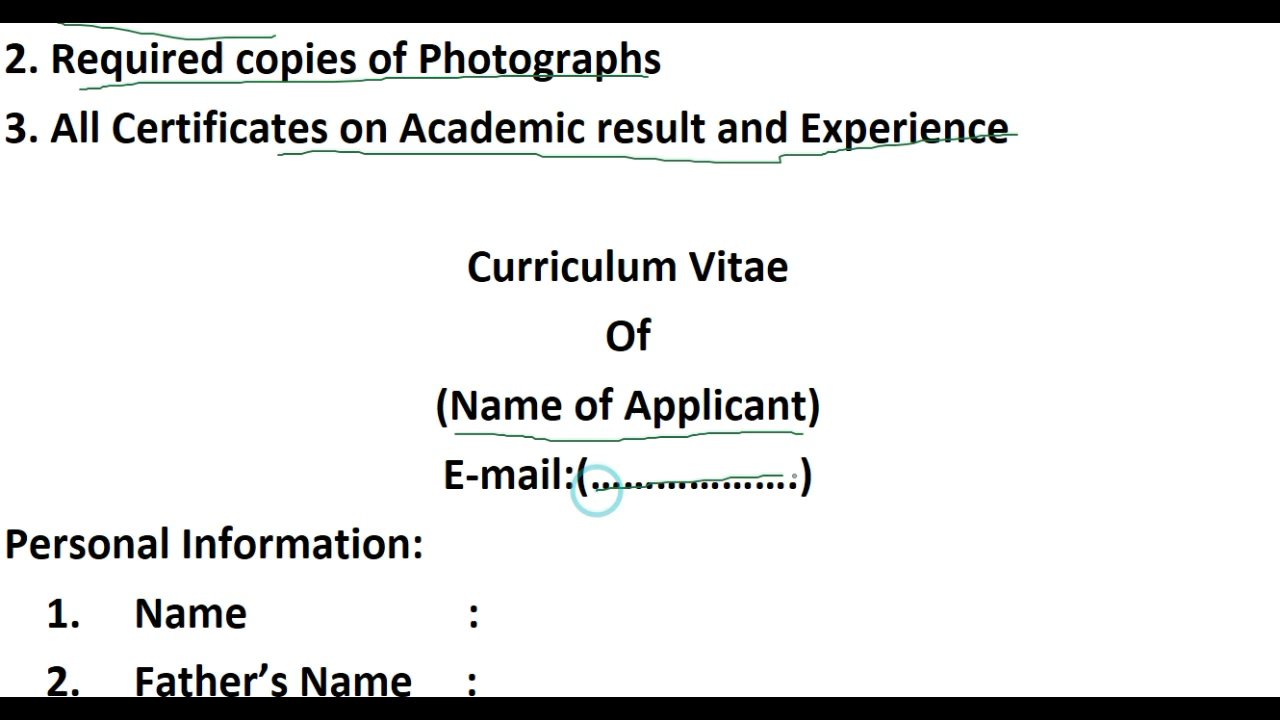 2. Required copies of Photographs
3. All Certificates on Academic result and Experience
Curriculum Vitae
Of
(Name of Applicant)
E-mail:(...................)
Personal Information:
1. Name :
2. Father’s Name :